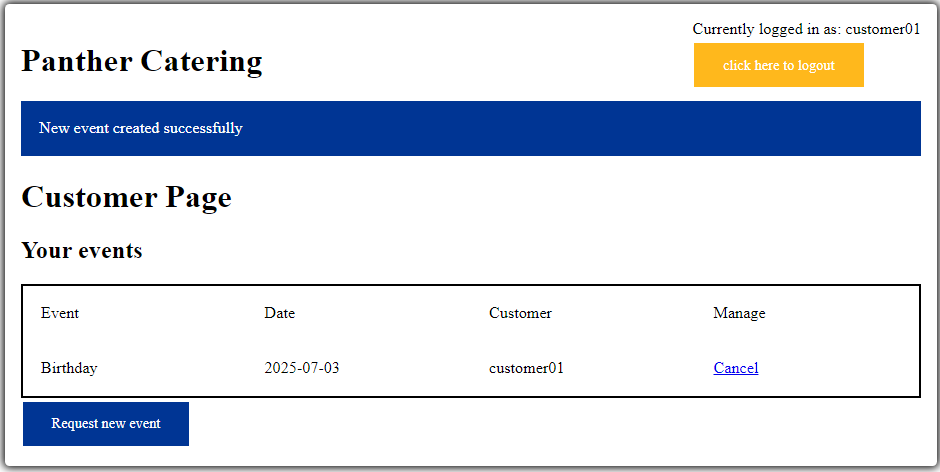 Currently logged in as: customer01
Panther Catering
click here to logout
New event created successfully
Customer Page
Your events
Event Date Customer Manage
Birthday 2025-07-03 customer01 Cancel
Request new event